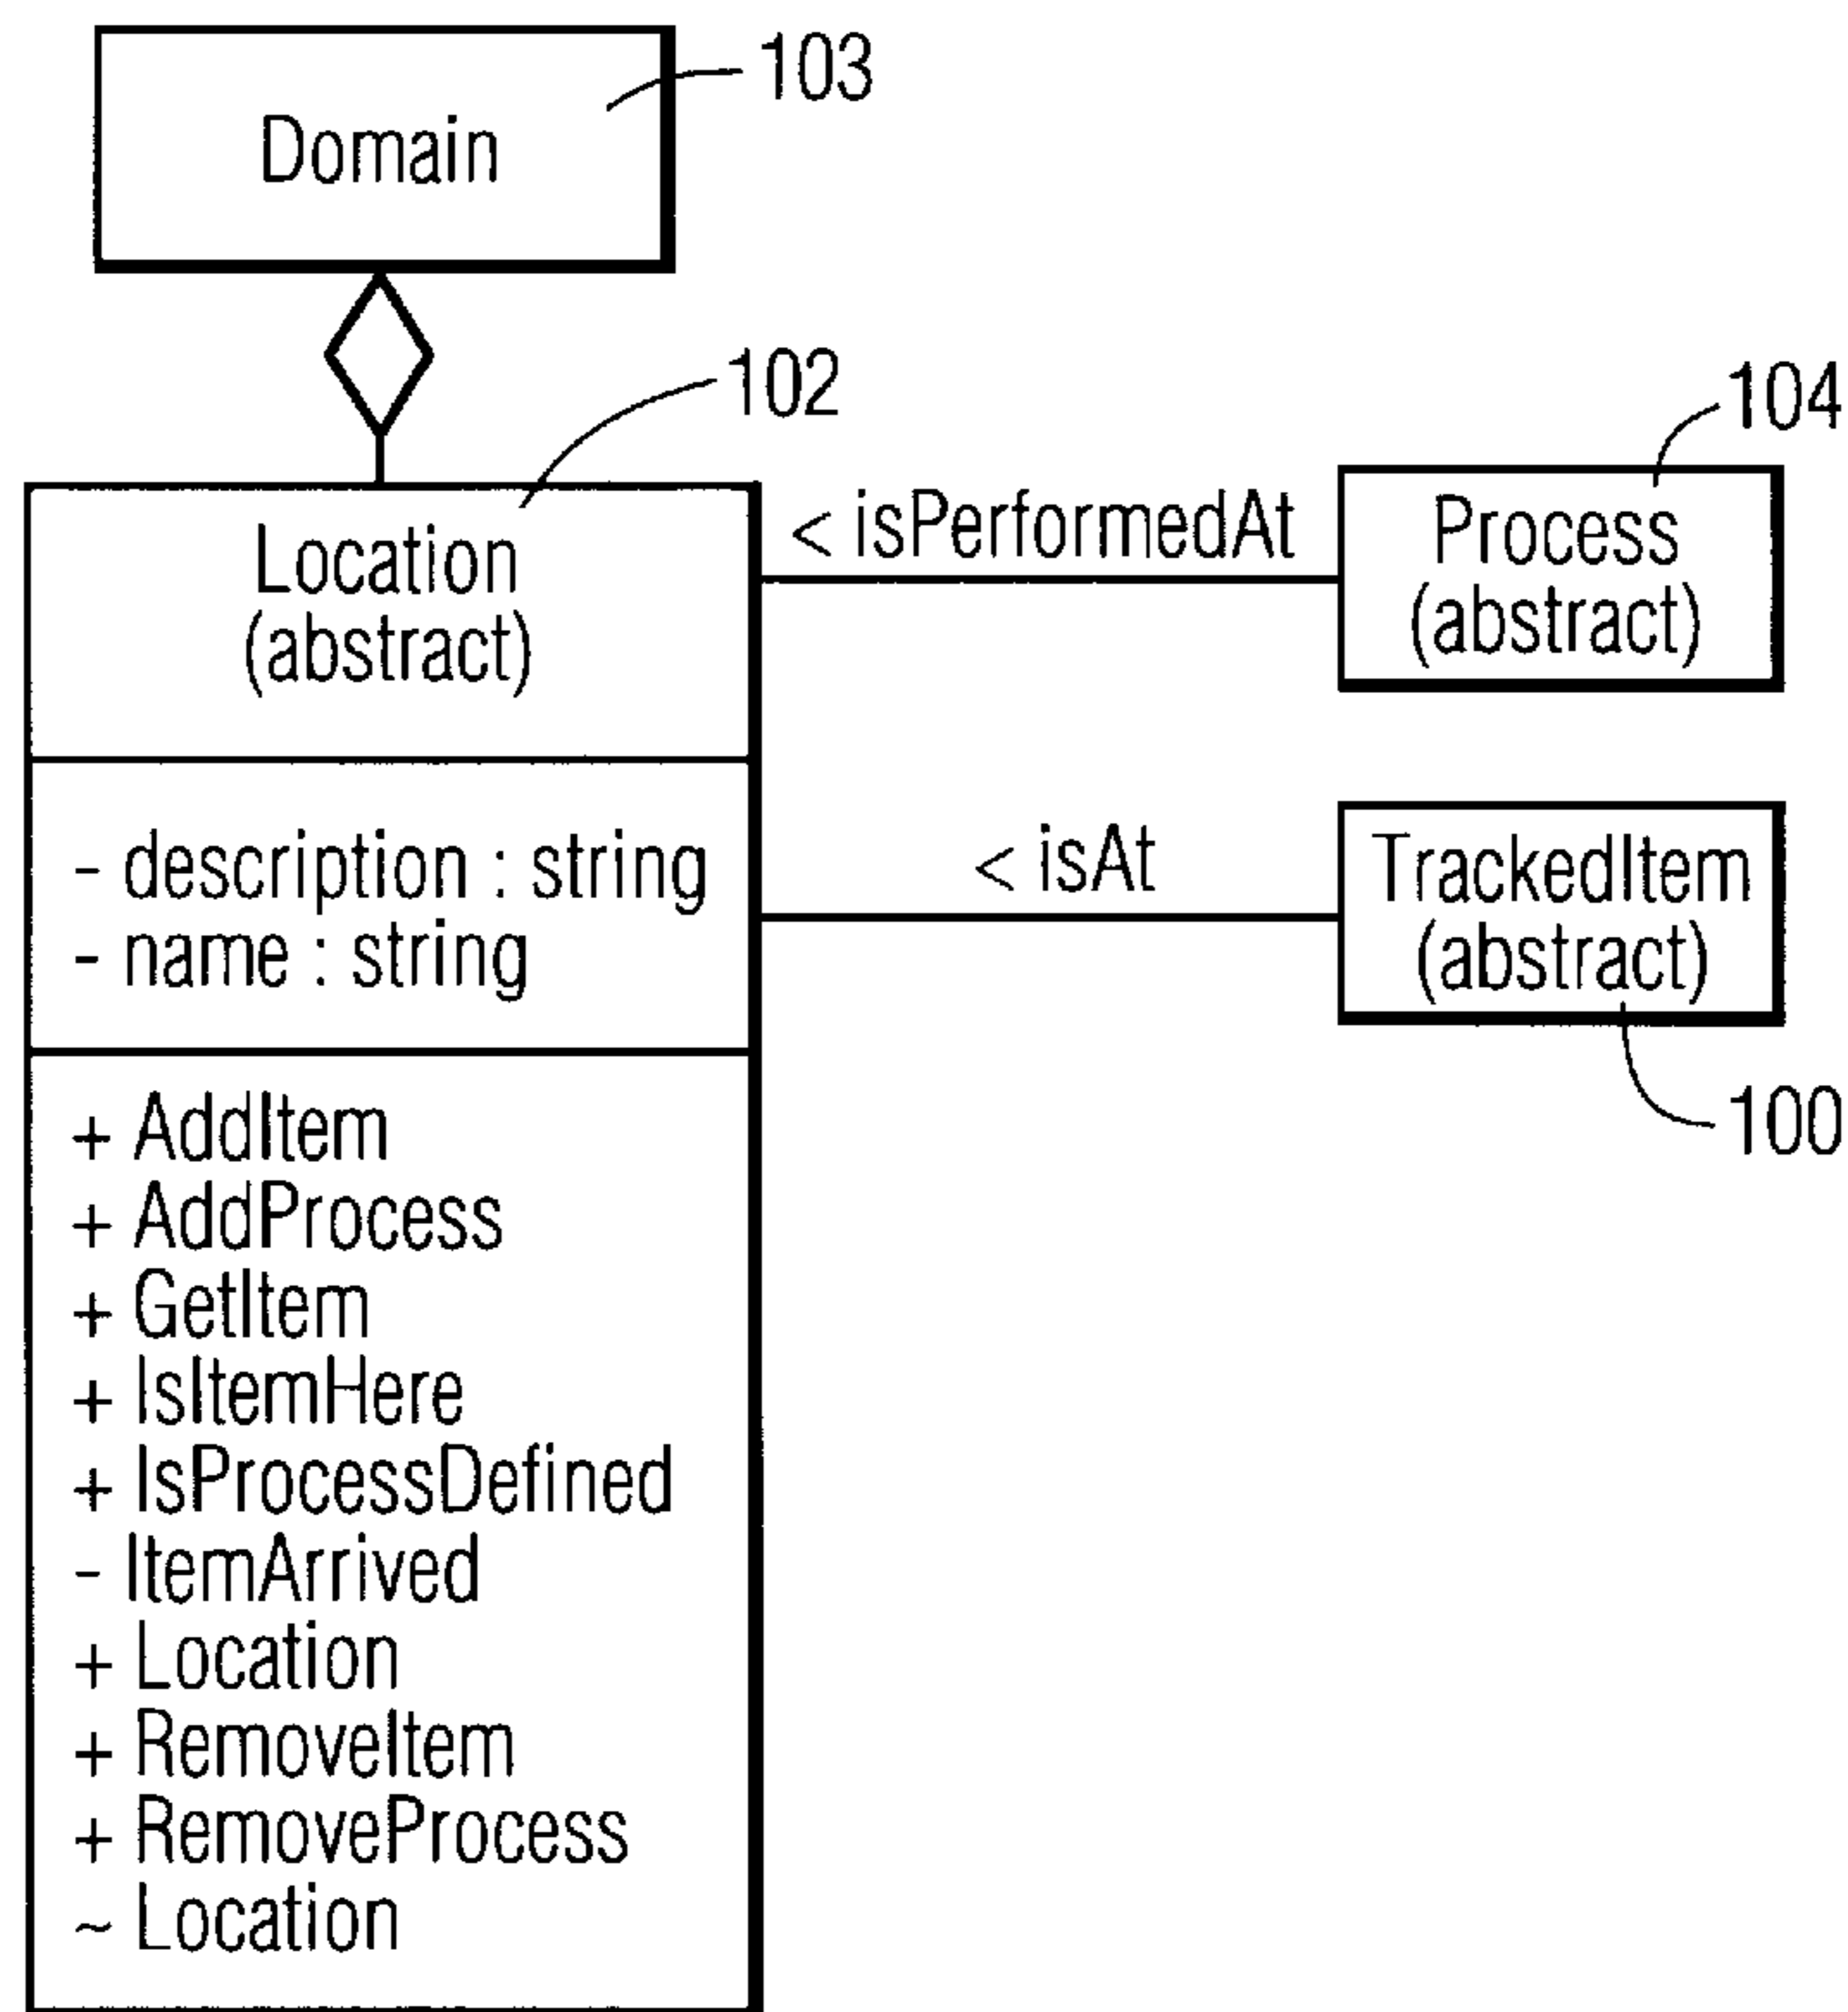 103
Domain
102
104
Location
(abstract)
< isPerformedAt
Process
(abstract)
- description : string
- name : string
< isAt
TrackedItem
(abstract)
100
+ AddItem
+ AddProcess
+ GetItem
+ IsItemHere
+ IsProcessDefined
- ItemArrived
+ Location
+ RemoveItem
+ RemoveProcess
~ Location